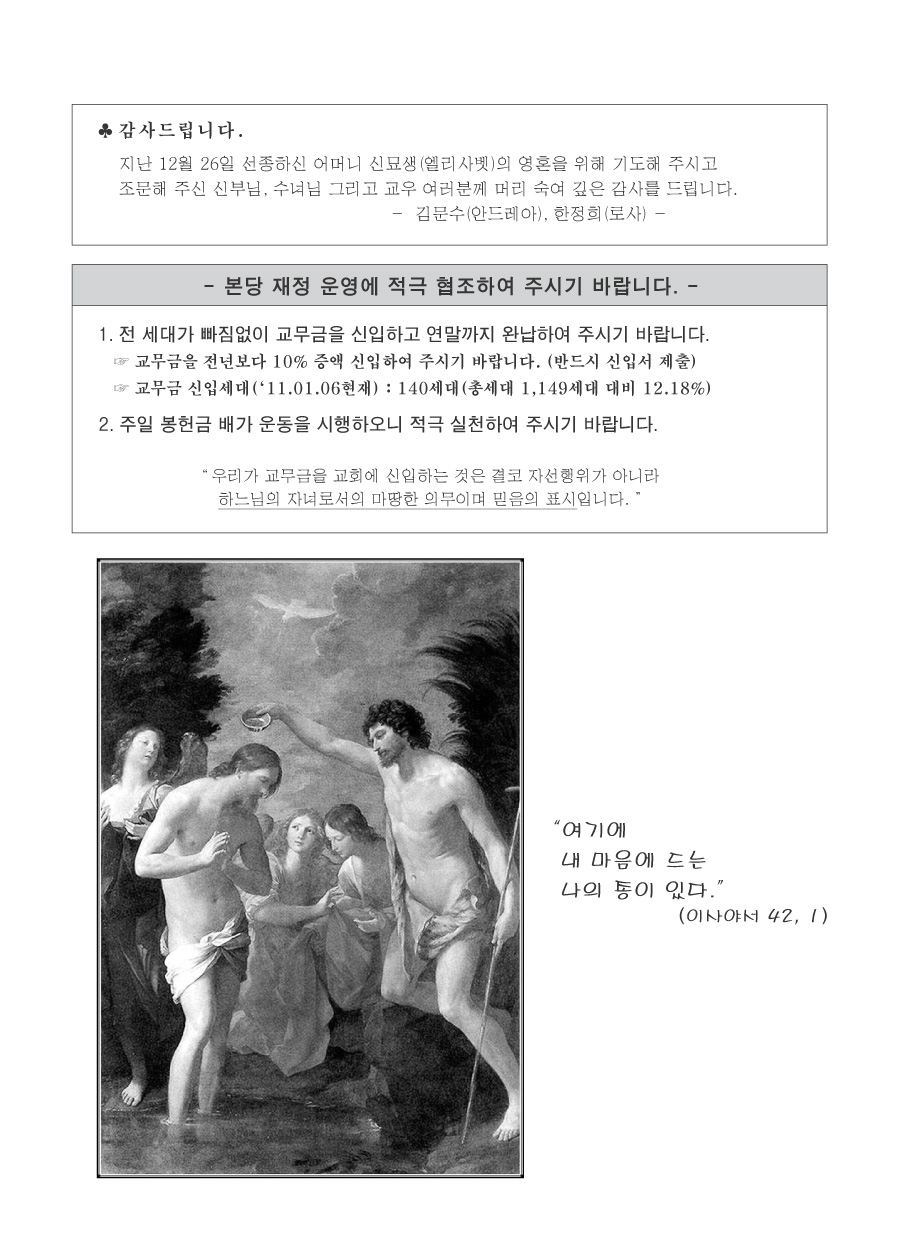 ♣ 감사드립니다.
지난 12월 26일 선종하신 어머니 신묘생(엘리사벳)의 영혼을 위해 기도해 주시고
조문해 주신 신부님, 수녀님 그리고 교우 여러분께 머리 숙여 깊은 감사를 드립니다.
- 김문수(안드레아), 한정희(로사) -
- 본당 재정 운영에 적극 협조하여 주시기 바랍니다. -
1. 전 세대가 빠짐없이 교무금을 신입하고 연말까지 완납하여 주시기 바랍니다.
☞ 교무금을 전년보다 10% 증액 신입하여 주시기 바랍니다. (반드시 신입서 제출)
☞ 교무금 신입세대(‘11.01.06현재) : 140세대(총세대 1,149세대 대비 12.18%)
2. 주일 봉헌금 배가 운동을 시행하오니 적극 실천하여 주시기 바랍니다.
“ 우리가 교무금을 교회에 신입하는 것은 결코 자선행위가 아니라
하느님의 자녀로서의 마땅한 의무이며 믿음의 표시입니다. ”
“여기에
내 마음에 드는
나의 종이 있다.”
(이사야서 42, 1)